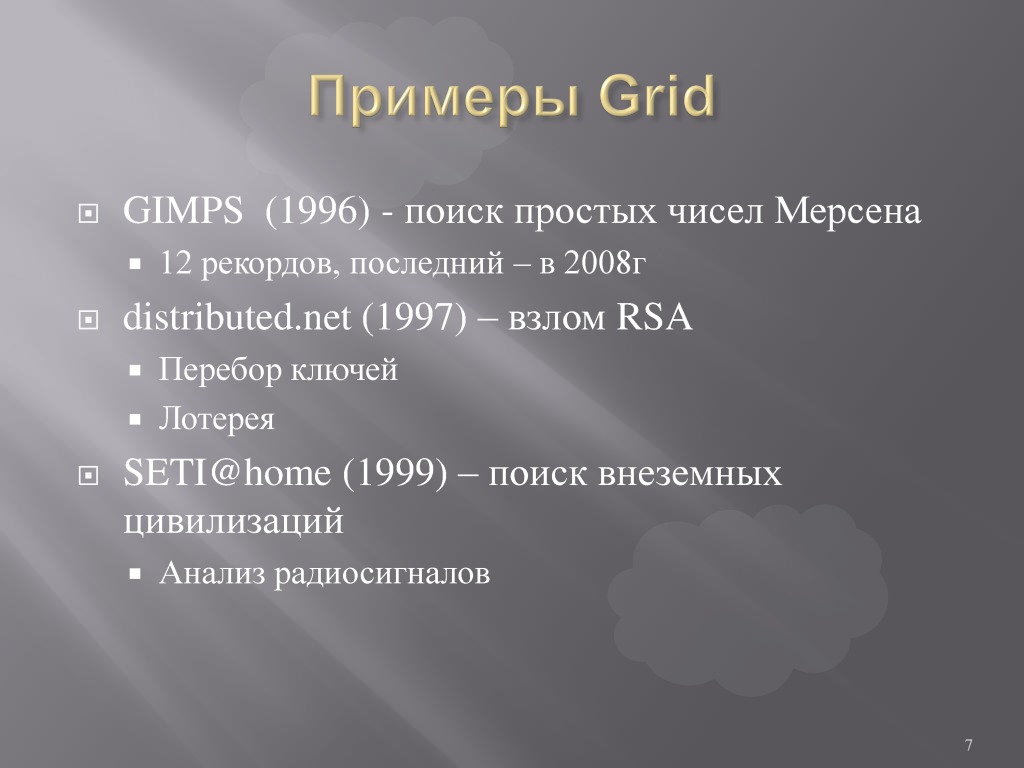 Примеры Grid
GIMPS (1996) - поиск простых чисел Мерсена
12 рекордов, последний – в 2008г
distributed.net (1997) – взлом RSA
Перебор ключей
Лотерея
SETI@home (1999) – поиск внеземных
цивилизаций
Анализ радиосигналов
7